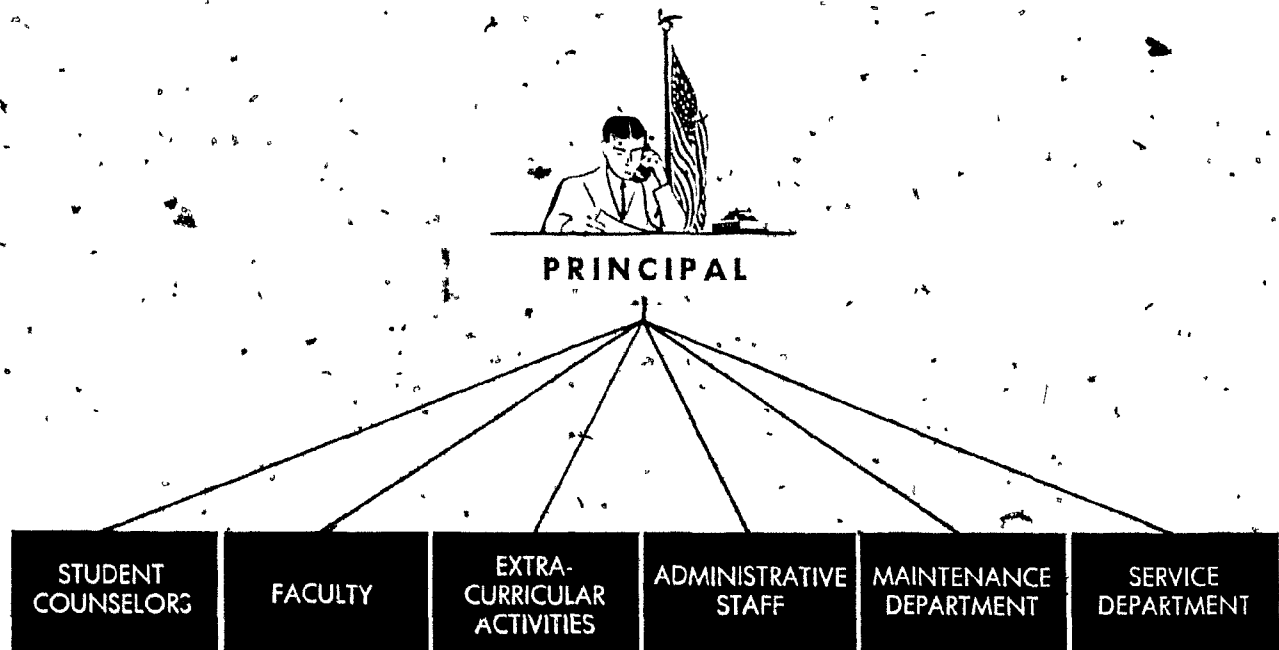 PRINCIPAL
STUDENT
COUNSELORS
FACULTY
EXTRA-
CURRICULAR
ACTIVITIES
ADMINISTRATIVE
STAFF
MAINTENANCE
DEPARTMENT
SERVICE
DEPARTMENT